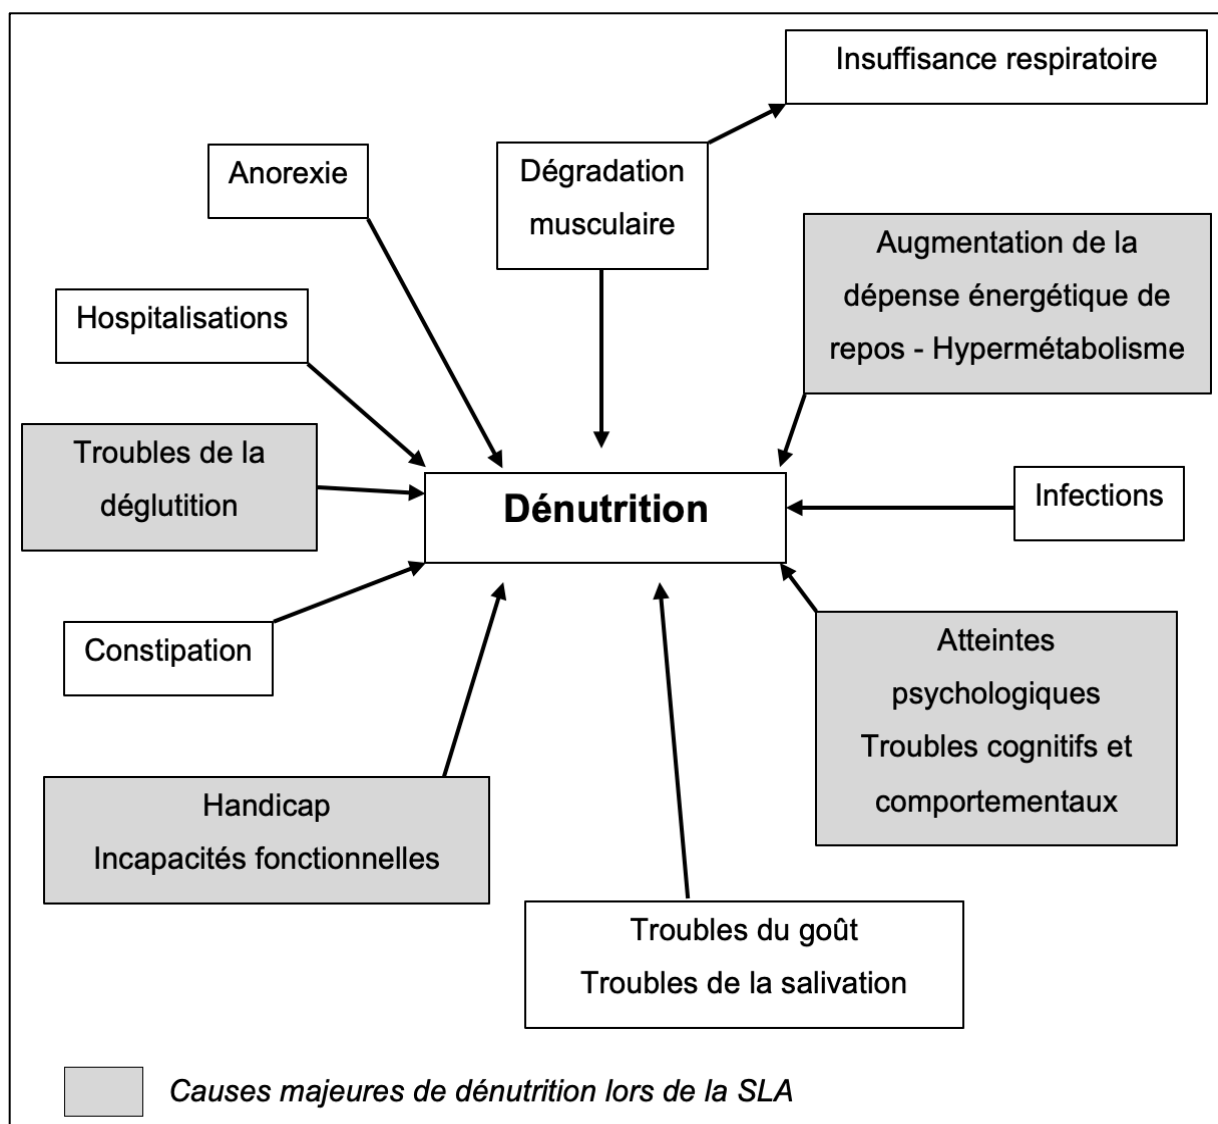 Insuffisance respiratoire
Anorexie
Dégradation
musculaire
Augmentation de la
dépense énergétique de
repos - Hypermétabolisme
Hospitalisations
Troubles de la
déglutition
Dénutrition
Infections
Constipation
Atteintes
psychologiques
Troubles cognitifs et
comportementaux
Handicap
Incapacités fonctionnelles
Troubles du goût
Troubles de la salivation
Causes majeures de dénutrition lors de la SLA